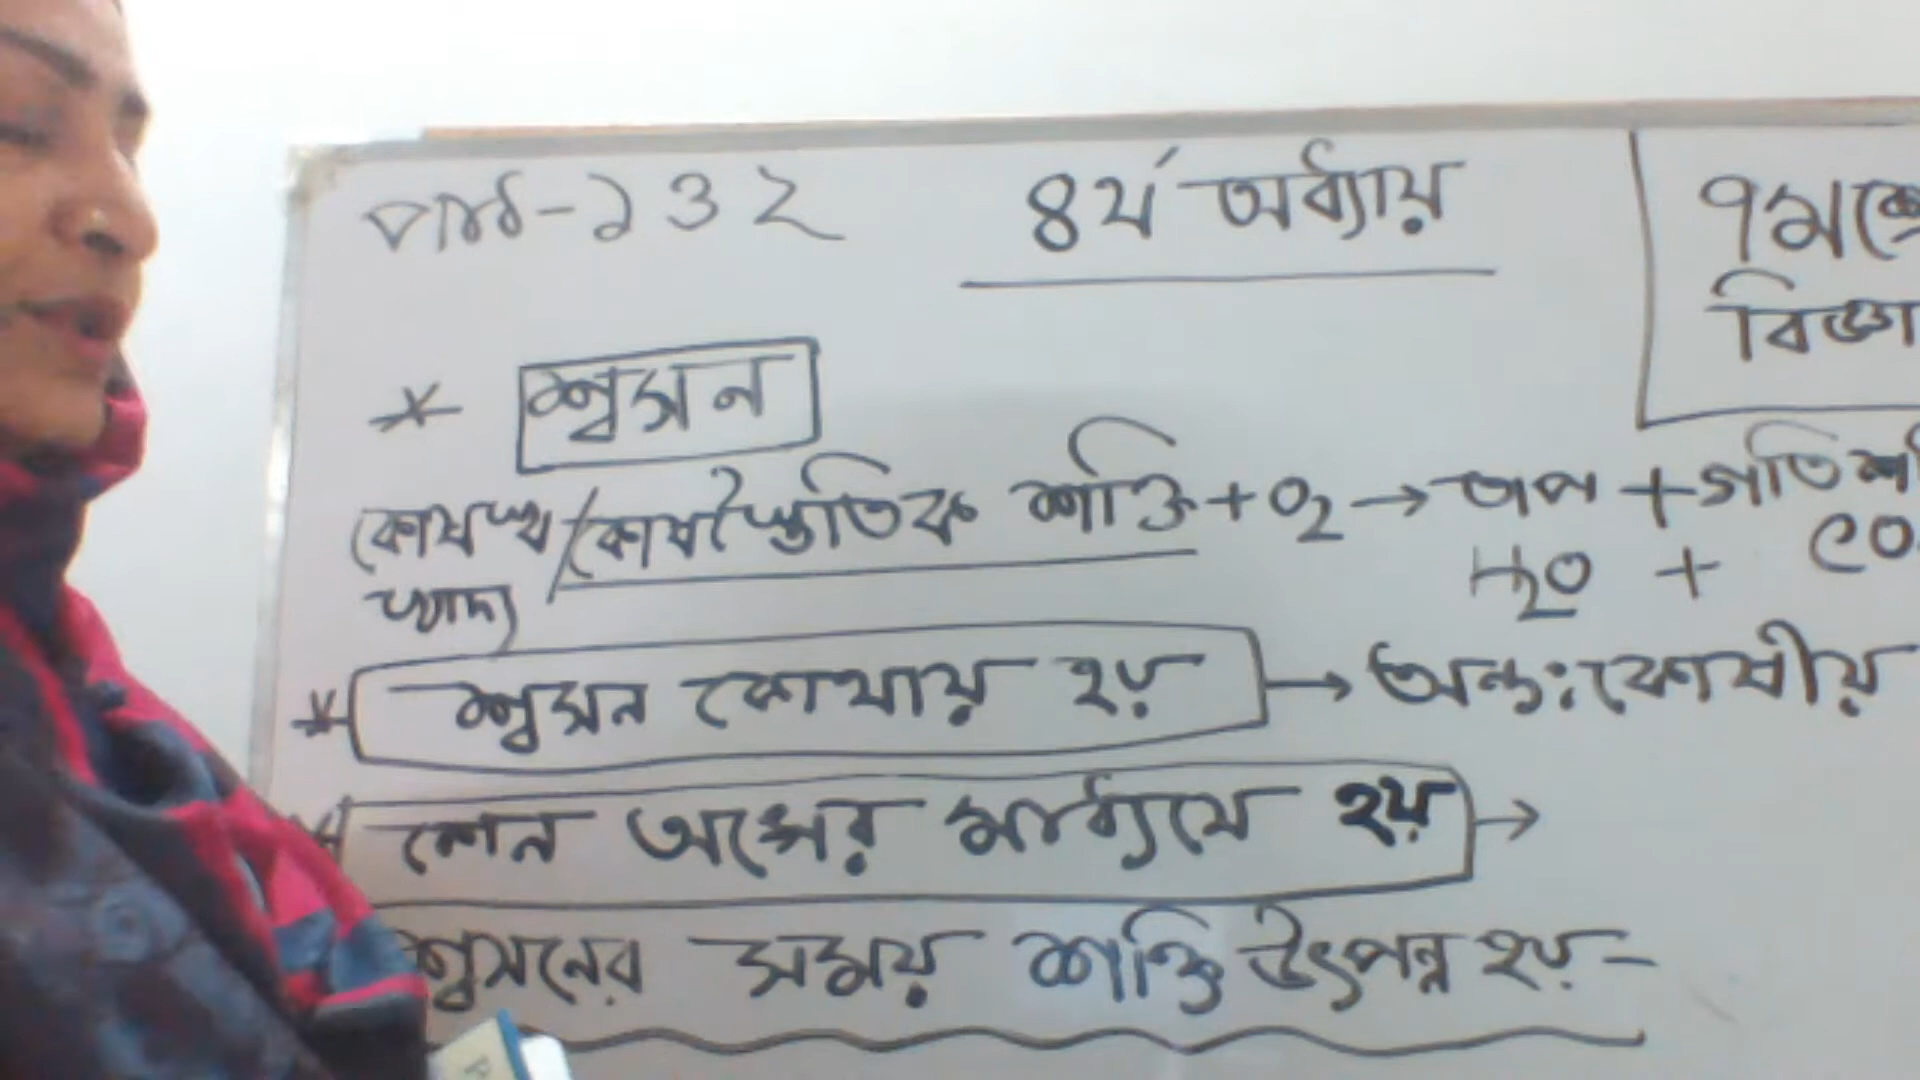 পার্ট-১৩২
৪র্থ অধ্যায়
৭মশ্রে
বিজ্ঞা
* শ্বসন
কোষস্থ / কোষস্থৈতিক শক্তি + O₂ → তাপ + গতিশ
খাদ্য H₂O + CO
* শ্বসন কোথায় হয় → অন্তঃকোষীয়
কোন অঙ্গের মাধ্যমে হয় →
শ্বসনের সময় শক্তি উৎপন্ন হয় -